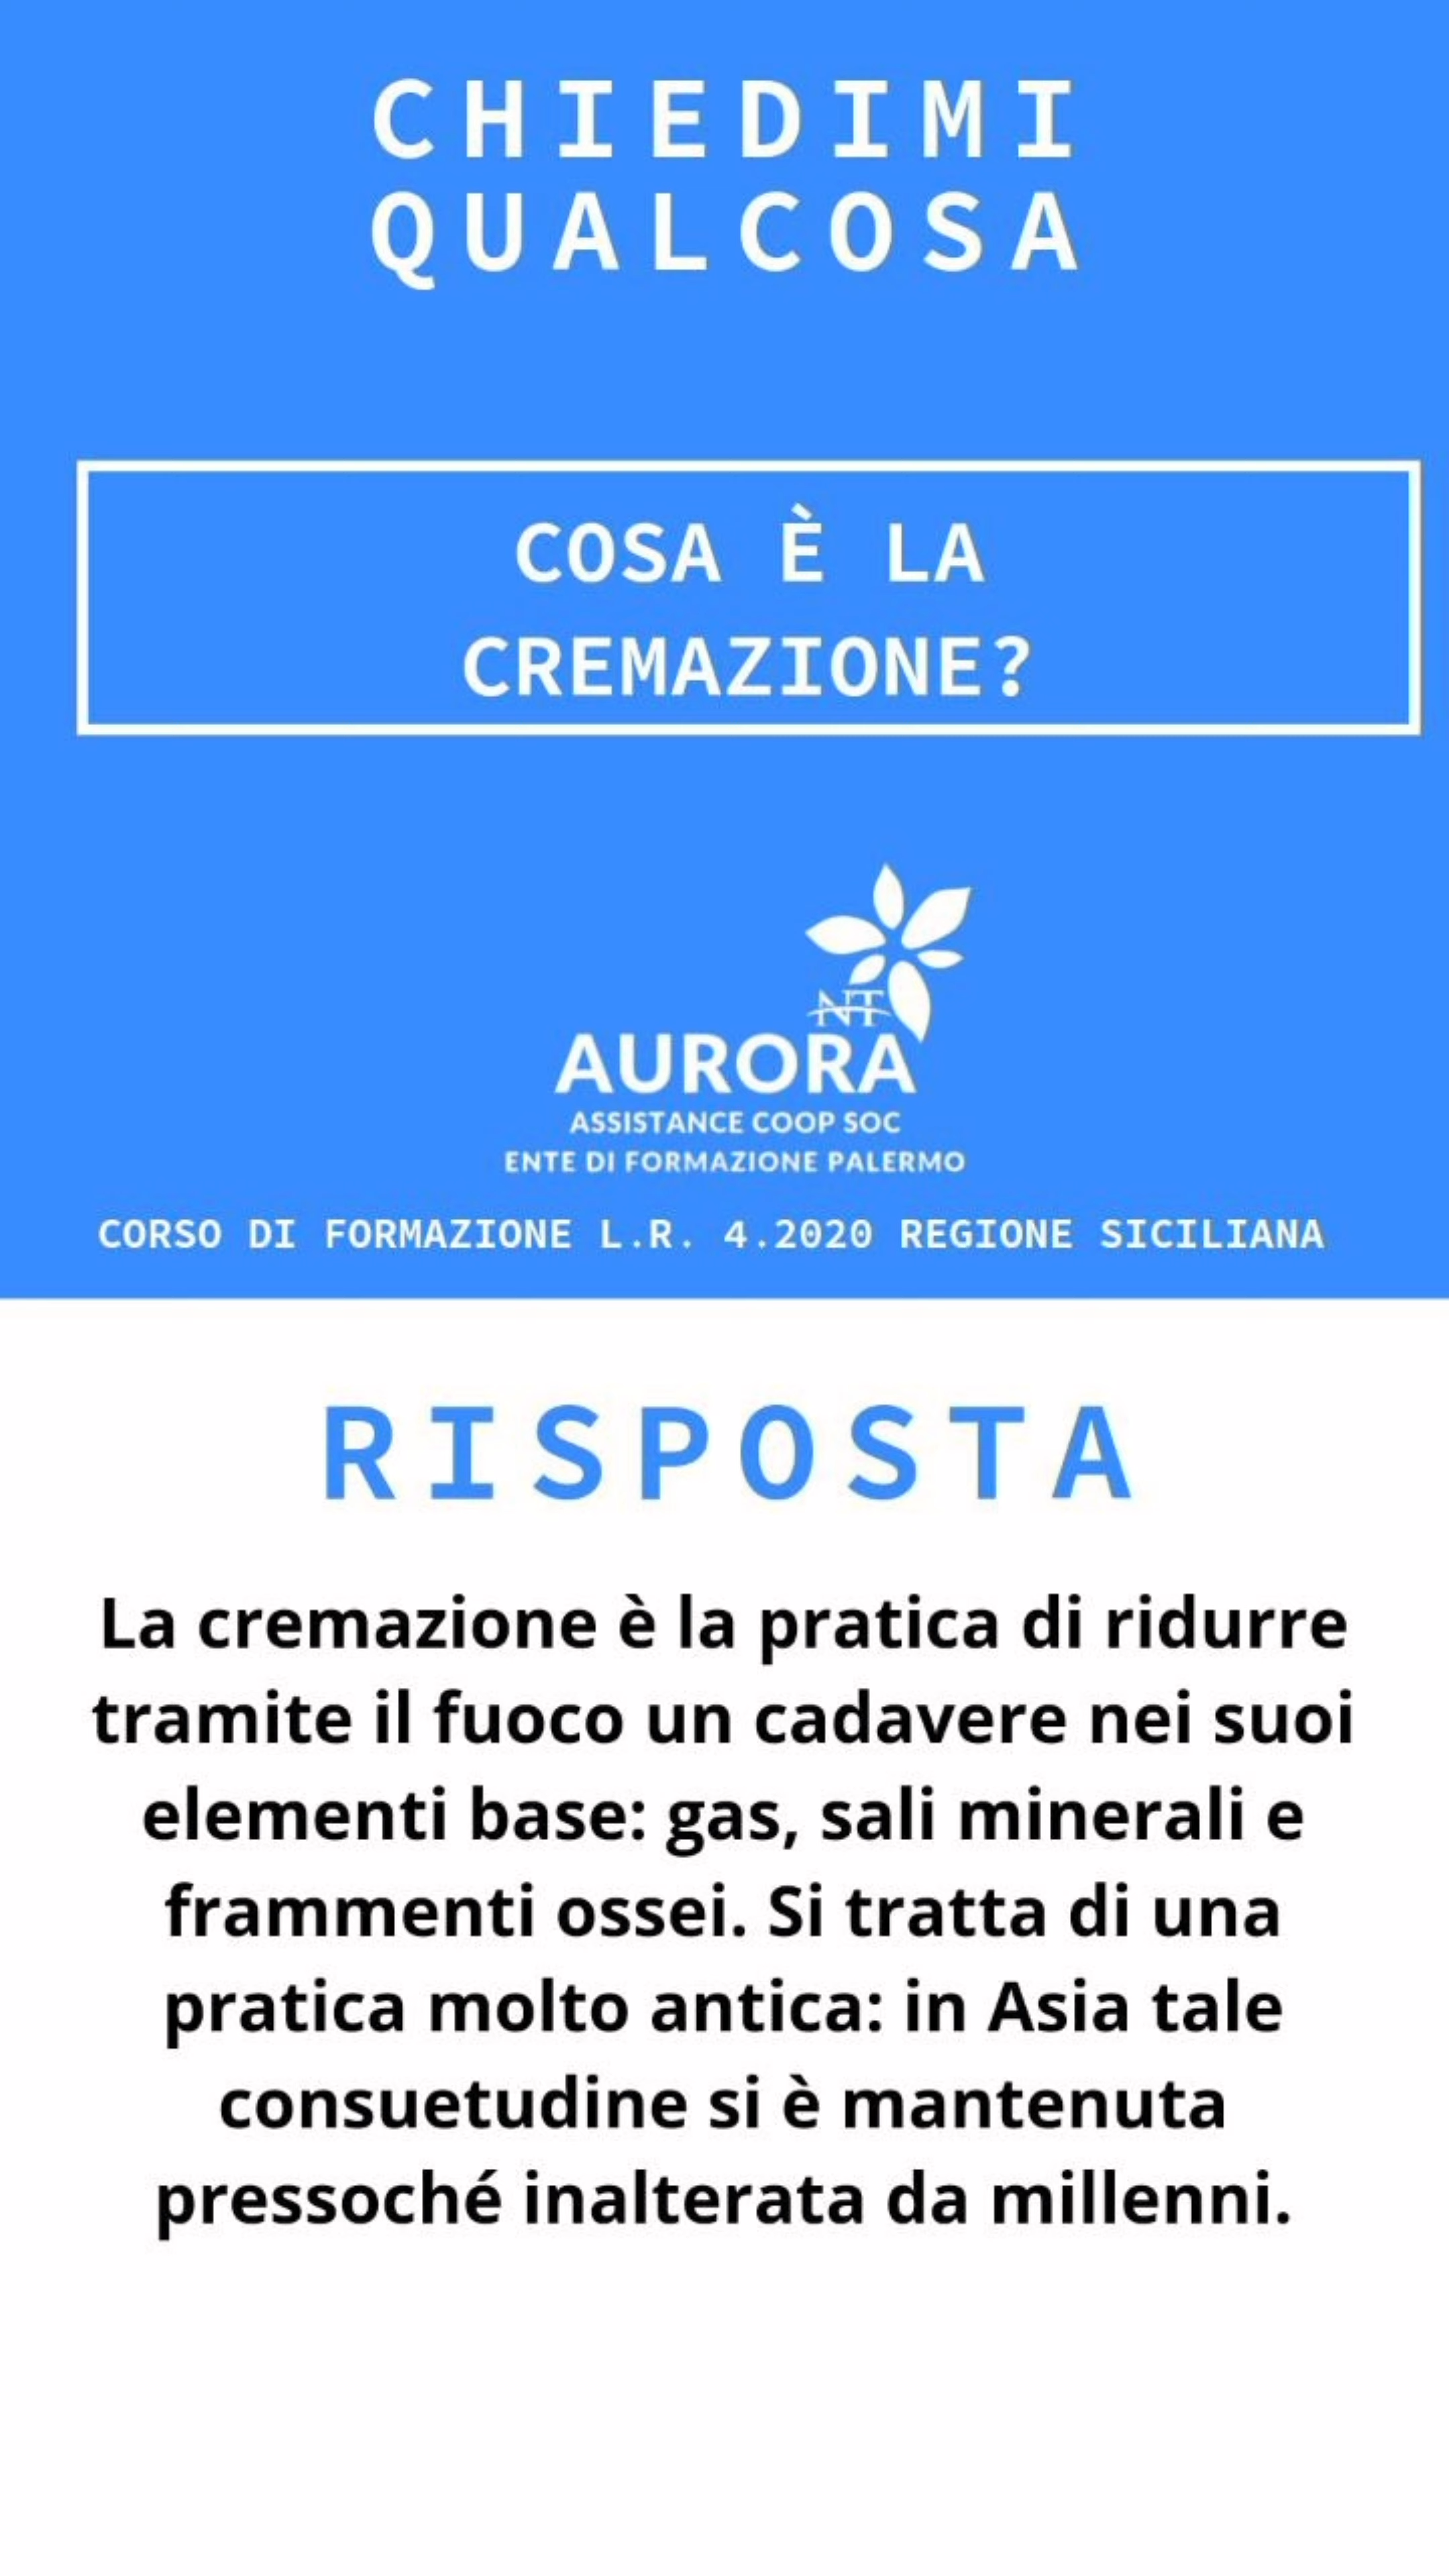 CHIEDIMI
QUALCOSA
COSA È LA
CREMAZIONE?
NT
AURORA
ASSISTANCE COOP SOC
ENTE DI FORMAZIONE PALERMO
CORSO DI FORMAZIONE L.R. 4.2020 REGIONE SICILIANA
RISPOSTA
La cremazione è la pratica di ridurre
tramite il fuoco un cadavere nei suoi
elementi base: gas, sali minerali e
frammenti ossei. Si tratta di una
pratica molto antica: in Asia tale
consuetudine si è mantenuta
pressoché inalterata da millenni.